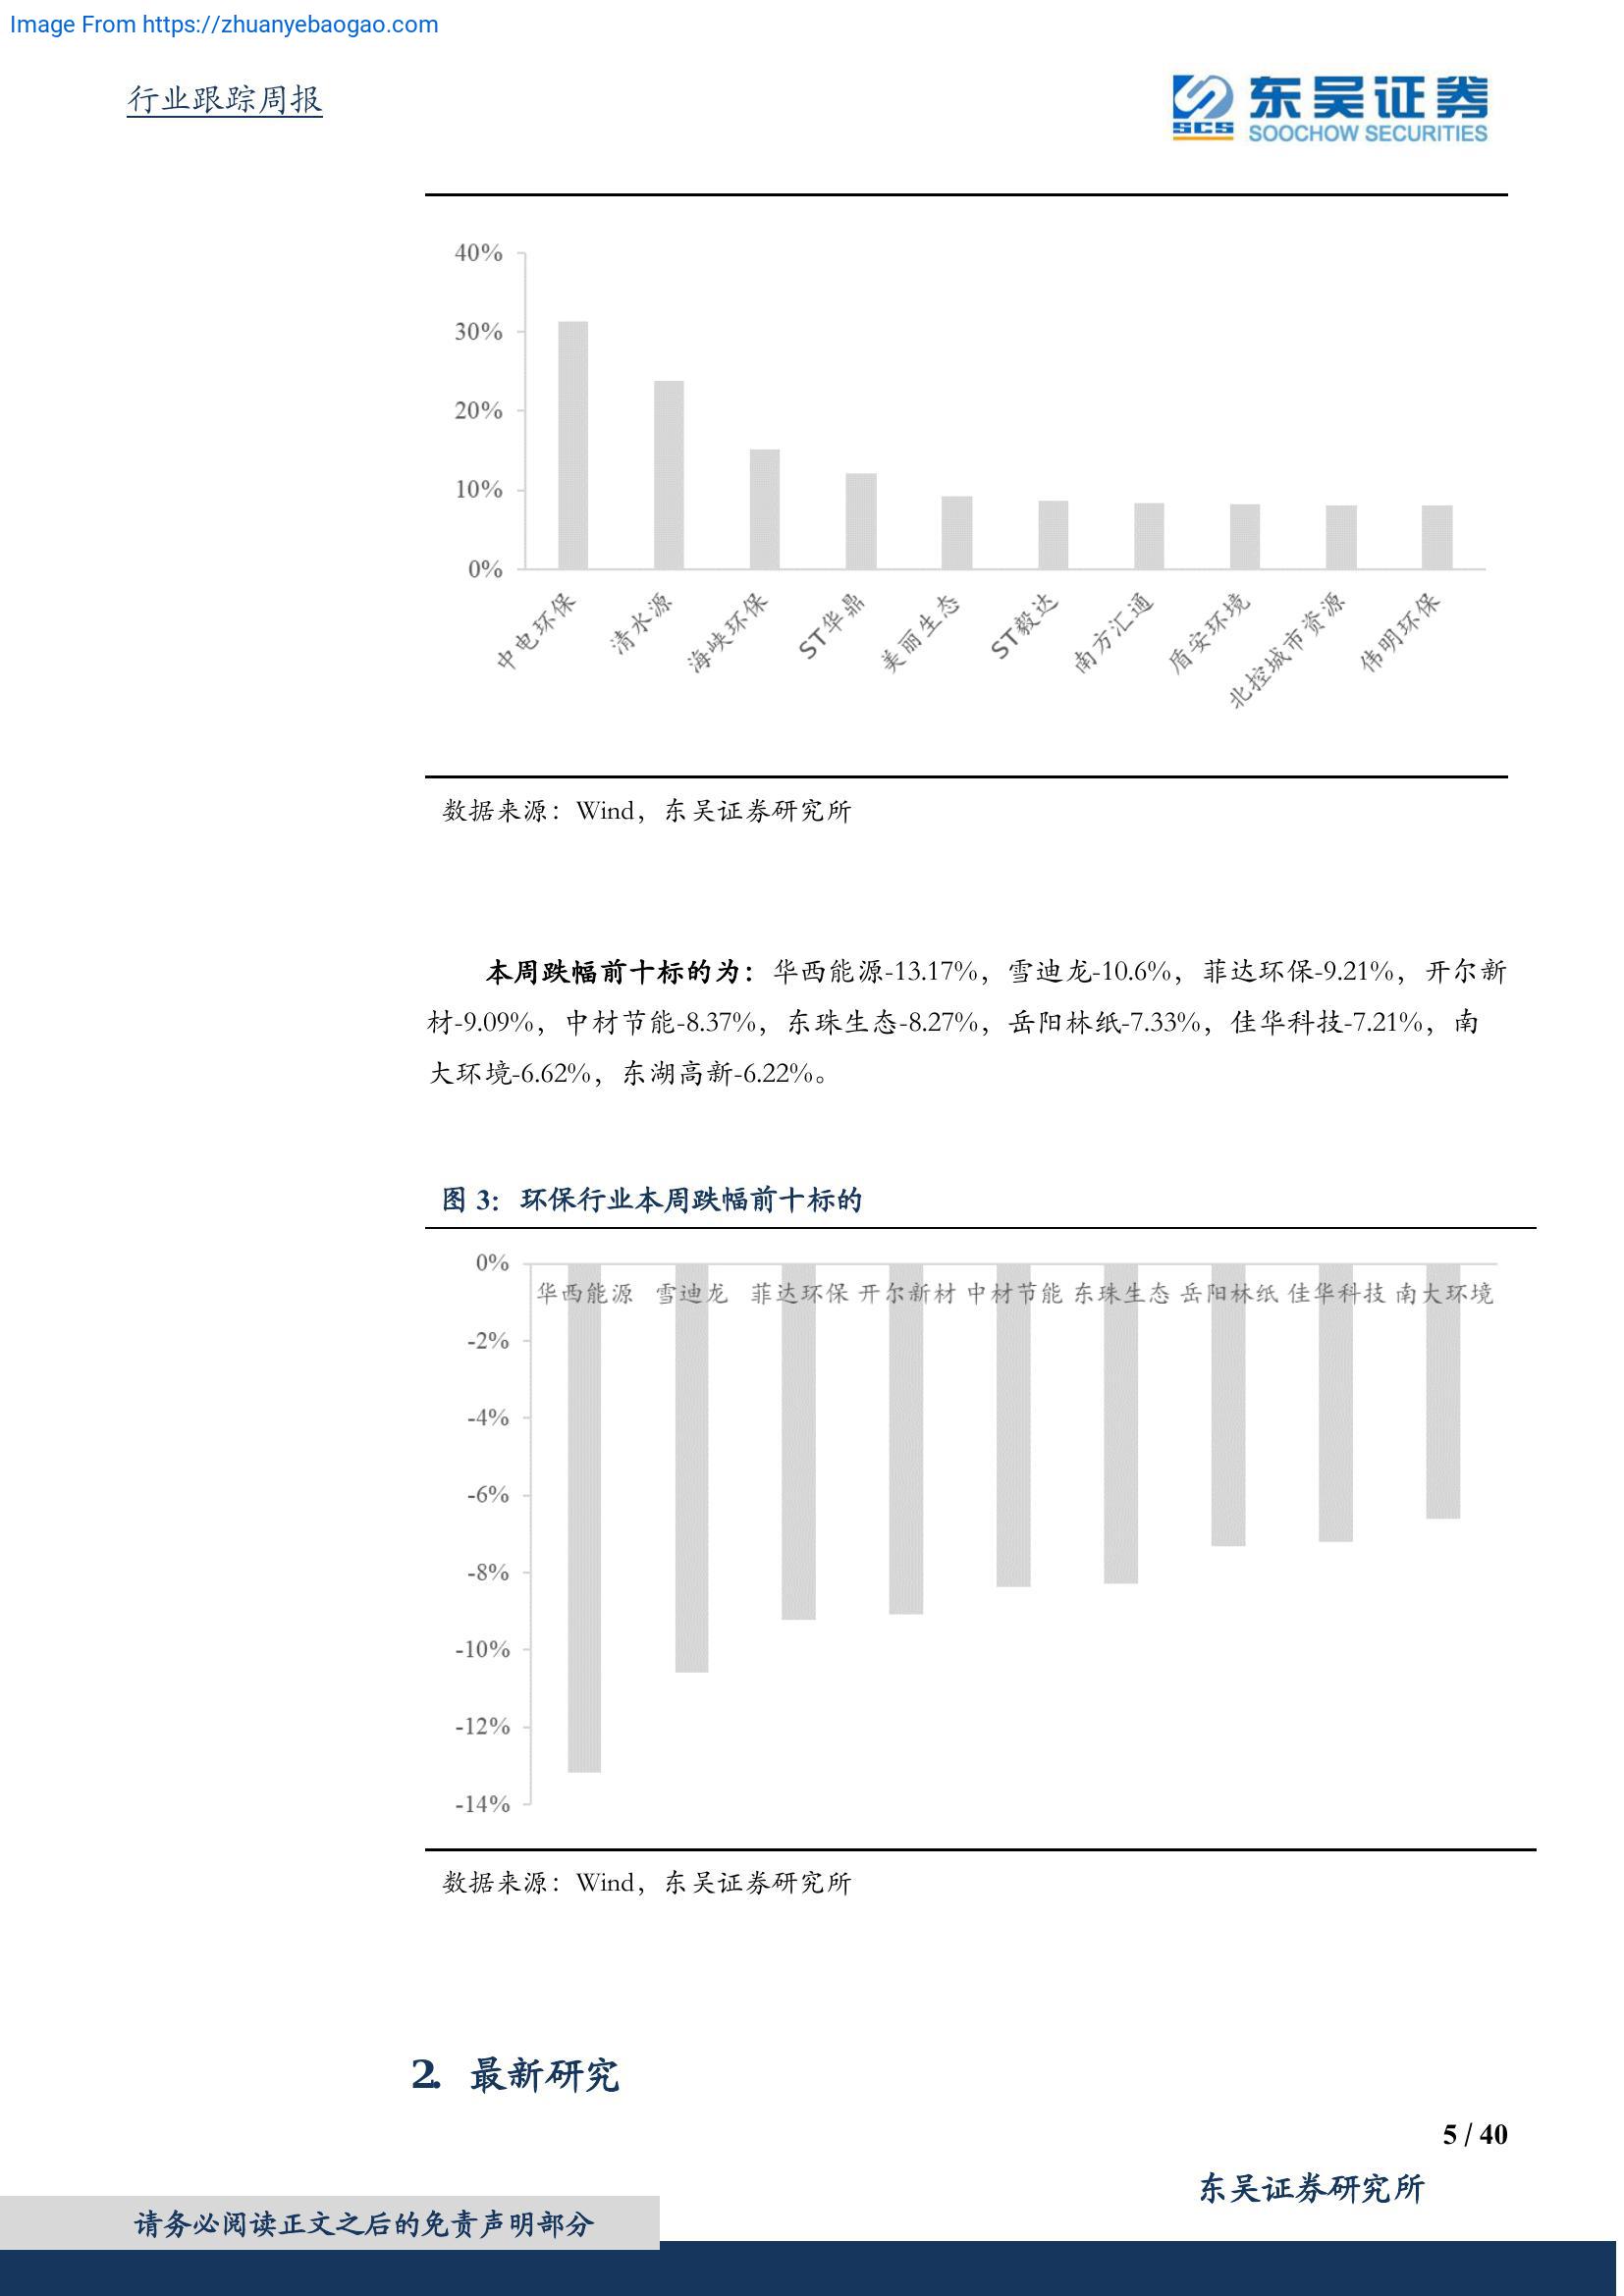 Image From https://zhuanyebaogao.com
行业跟踪周报
东吴证券
SCS
SOOCHOW SECURITIES
40%
30%
20%
10%
0%
中电环保
清水源
海峡环保
ST华鼎
美丽生态
ST毅达
南方汇通
盾安环境
北控城市资源
伟明环保
数据来源：Wind，东吴证券研究所
本周跌幅前十标的为：华西能源-13.17%，雪迪龙-10.6%，菲达环保-9.21%，开尔新
材-9.09%，中材节能-8.37%，东珠生态-8.27%，岳阳林纸-7.33%，佳华科技-7.21%，南
大环境-6.62%，东湖高新-6.22%。
图 3：环保行业本周跌幅前十标的
0%
华西能源 雪迪龙 菲达环保 开尔新材 中材节能 东珠生态 岳阳林纸 佳华科技 南大环境
-2%
-4%
-6%
-8%
-10%
-12%
-14%
数据来源：Wind，东吴证券研究所
2. 最新研究
5 / 40
东吴证券研究所
请务必阅读正文之后的免责声明部分